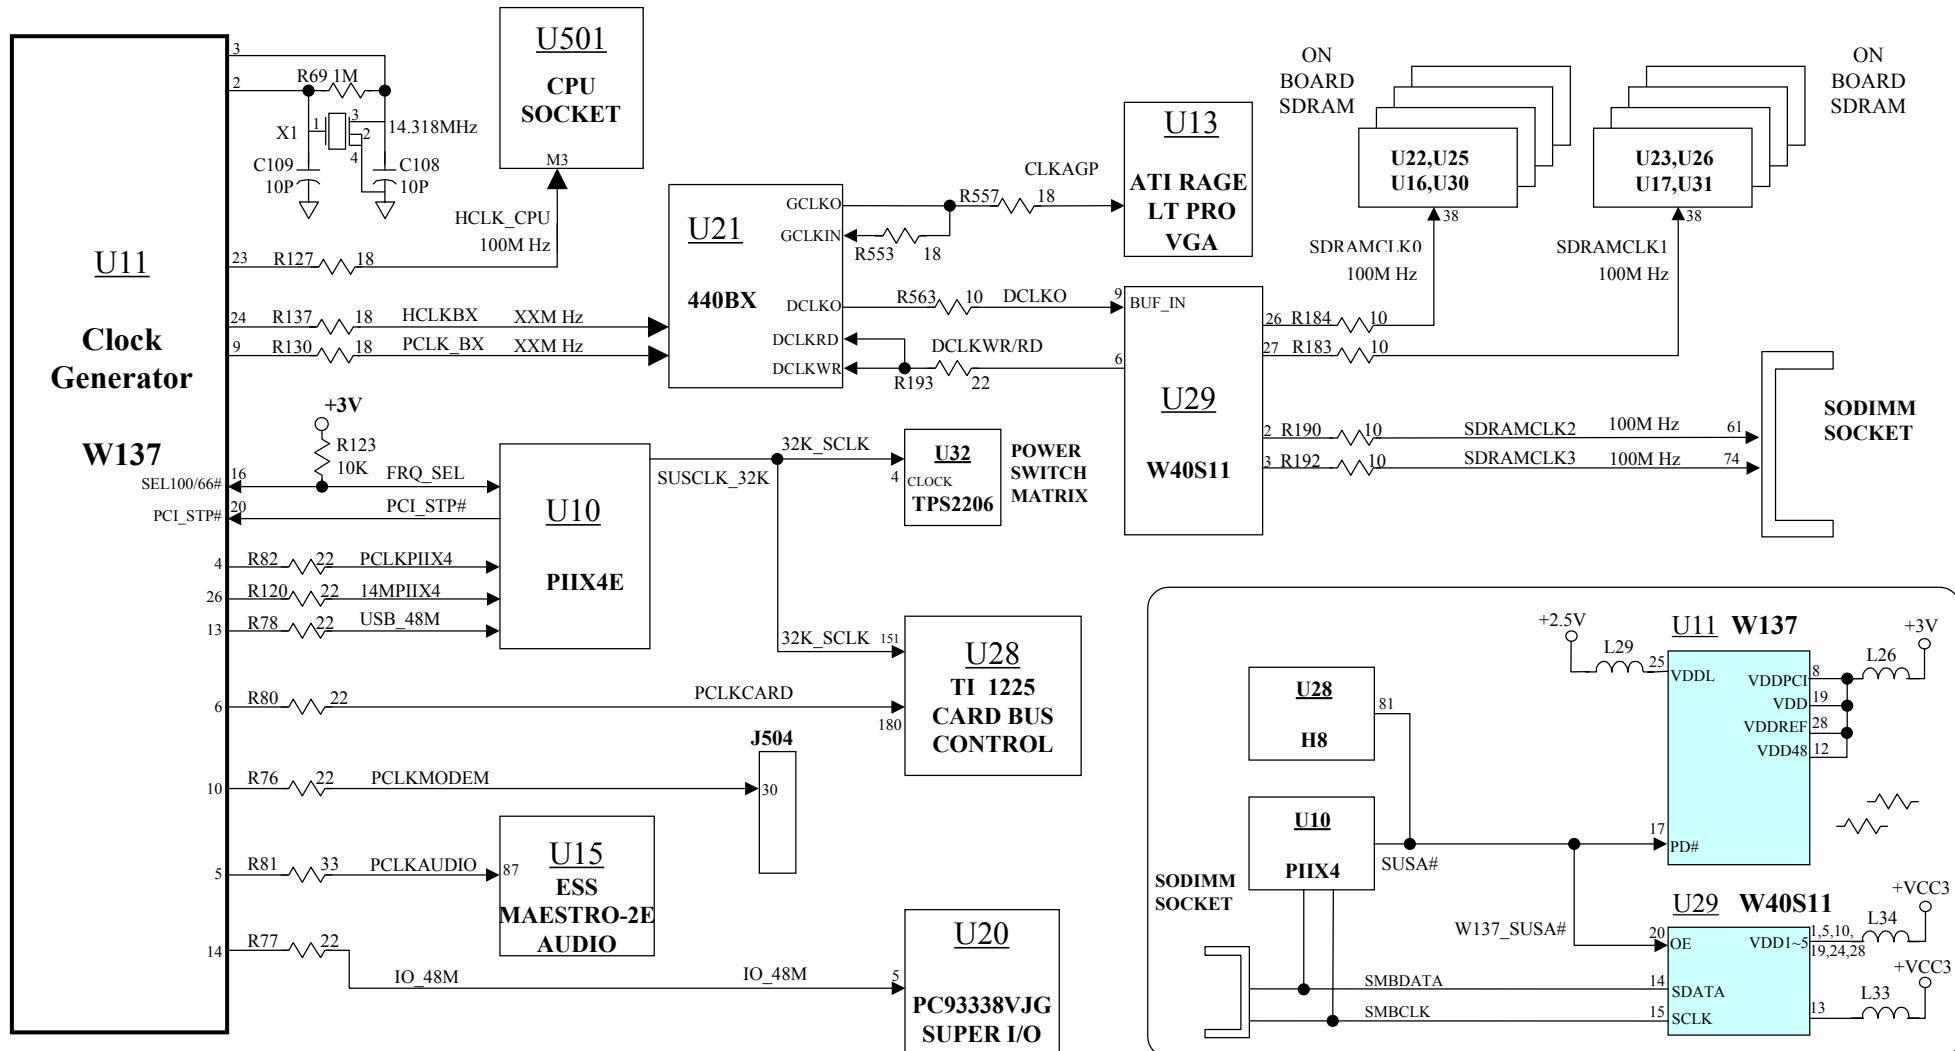 U11
Clock
Generator
W137
3
2
R69 1M
X1
1
3
2
4
14.318MHz
C109
10P
C108
10P
U501
CPU
SOCKET
M3
HCLK_CPU
100M Hz
23
R127
18
24
R137
18
HCLKBX
XXM Hz
9
R130
18
PCLK_BX
XXM Hz
U21
440BX
GCLKO
GCLKIN
DCLKO
DCLKRD
DCLKWR
R557
18
CLKAGP
R553
18
U13
ATI RAGE
LT PRO
VGA
R563
10
DCLKO
9
BUF_IN
DCLKWR/RD
6
R193
22
U29
W40S11
ON
BOARD
SDRAM
U22,U25
U16,U30
38
SDRAMCLK0
100M Hz
ON
BOARD
SDRAM
U23,U26
U17,U31
38
SDRAMCLK1
100M Hz
26
R184
10
27
R183
10
2
R190
10
SDRAMCLK2
100M Hz
61
3
R192
10
SDRAMCLK3
100M Hz
74
SODIMM
SOCKET
+3V
R123
10K
SEL100/66#
16
FRQ_SEL
PCI_STP#
20
PCI_STP#
U10
PIIX4E
4
R82
22
PCLKPIIX4
26
R120
22
14MPIIX4
13
R78
22
USB_48M
SUSCLK_32K
32K_SCLK
4
U32
CLOCK
TPS2206
POWER
SWITCH
MATRIX
32K_SCLK
151
U28
TI 1225
CARD BUS
CONTROL
6
R80
22
PCLKCARD
180
10
R76
22
PCLKMODEM
J504
30
5
R81
33
PCLKAUDIO
87
U15
ESS
MAESTRO-2E
AUDIO
14
R77
22
IO_48M
IO_48M
5
U20
PC93338VJG
SUPER I/O
+2.5V
L29
25
U11 W137
VDDL
VDDPCI
8
VDD
19
VDDREF
28
VDD48
12
L26
+3V
17
PD#
U28
H8
81
U10
PIIX4
SUSA#
SODIMM
SOCKET
W137_SUSA#
U29 W40S11
20
OE
VDD1~5
1,5,10,
19,24,28
L34
+VCC3
SMBDATA
14
SDATA
SMBCLK
15
SCLK
13
L33
+VCC3